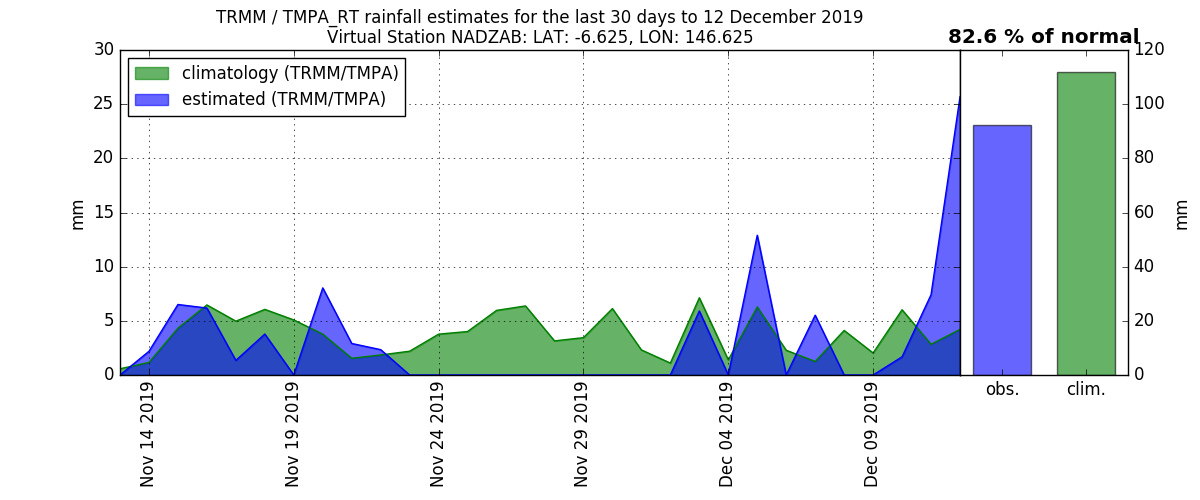 TRMM / TMPA_RT rainfall estimates for the last 30 days to 12 December 2019
Virtual Station NADZAB: LAT: -6.625, LON: 146.625
82.6 % of normal
climatology (TRMM/TMPA)
estimated (TRMM/TMPA)
30
25
20
15
10
5
0
mm
120
100
80
60
40
20
0
mm
Nov 14 2019
Nov 19 2019
Nov 24 2019
Nov 29 2019
Dec 04 2019
Dec 09 2019
obs.
clim.